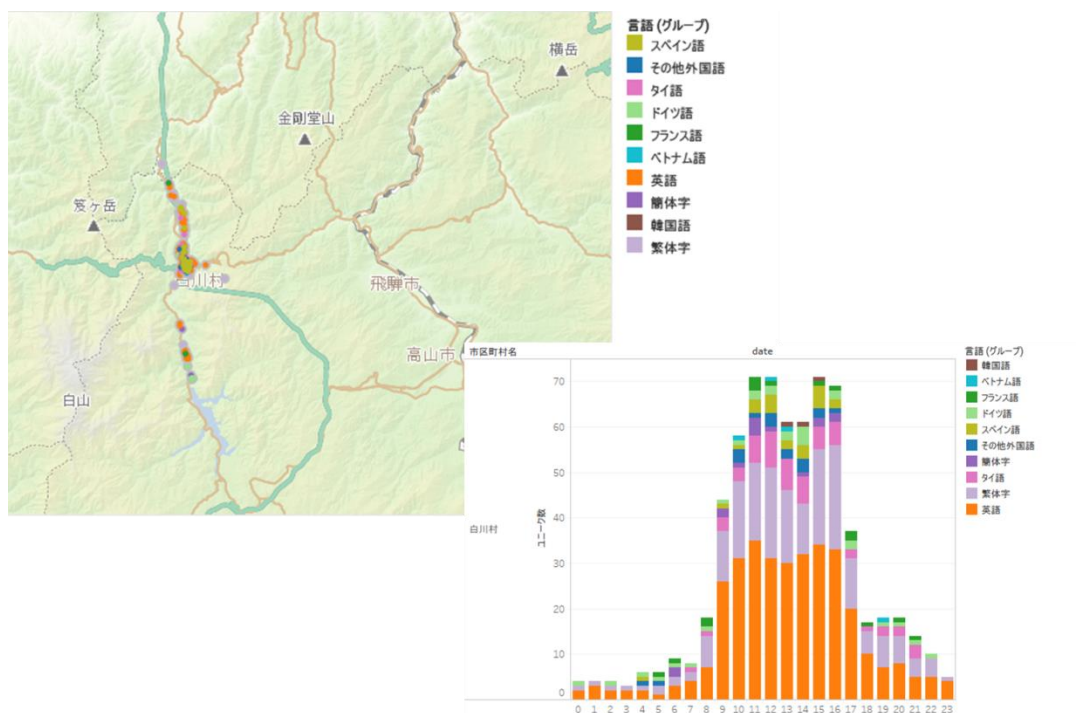 言語 (グループ)
スペイン語
その他外国語
タイ語
ドイツ語
フランス語
ベトナム語
英語
簡体字
韓国語
繁体字
横岳
金剛堂山
笈ヶ岳
白川村
飛騨市
高山市
白山
市区町村名
date
白川村
ユニーク数
70
60
50
40
30
20
10
0
0 1 2 3 4 5 6 7 8 9 10 11 12 13 14 15 16 17 18 19 20 21 22 23
言語 (グループ)
韓国語
ベトナム語
フランス語
ドイツ語
スペイン語
その他外国語
簡体字
タイ語
繁体字
英語